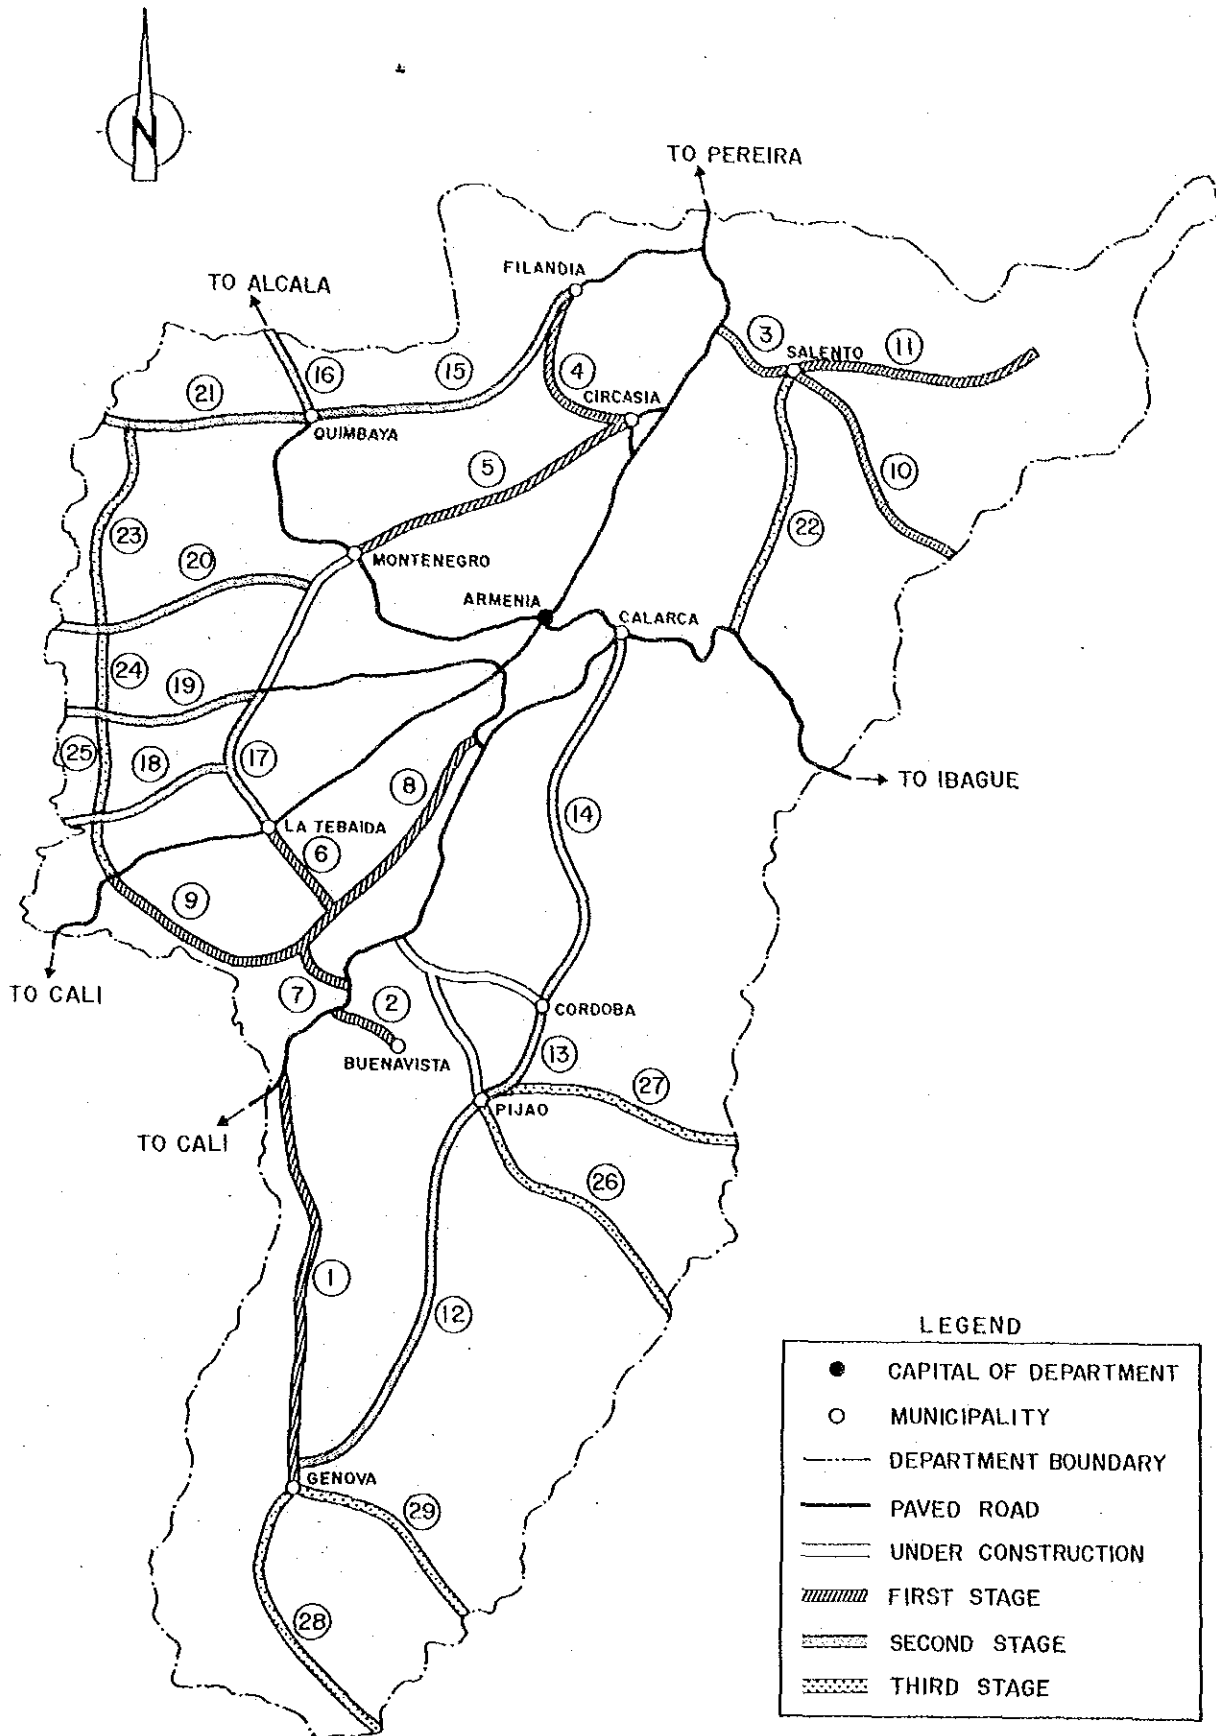 N
TO PEREIRA
FILANDIA
TO ALCALA
3
11
SALENTO
16
15
4
21
CIRCASIA
QUIMBAYA
5
10
23
22
20
MONTENEGRO
ARMENIA
CALARCA
24
19
25
18
17
8
TO IBAGUE
14
LA TEBAIDA
6
9
TO CALI
7
2
CORDOBA
BUENAVISTA
13
27
PIJAO
TO CALI
26
1
12
GENOVA
29
28
LEGEND
CAPITAL OF DEPARTMENT
MUNICIPALITY
DEPARTMENT BOUNDARY
PAVED ROAD
UNDER CONSTRUCTION
FIRST STAGE
SECOND STAGE
THIRD STAGE